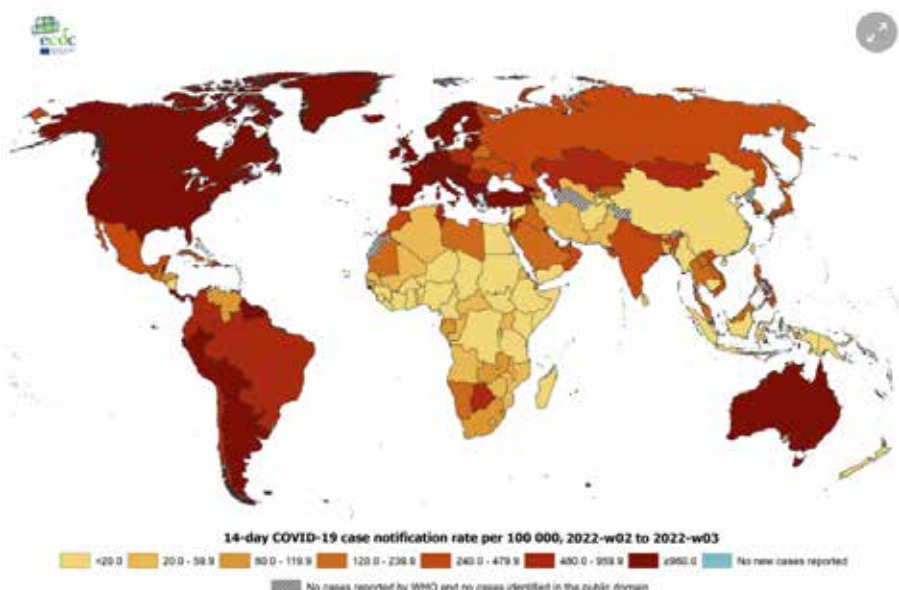 ecdc
14-day COVID-19 case notification rate per 100 000, 2022-w02 to 2022-w03
<20.0 20.0 - 59.9 60.0 - 119.9 120.0 - 239.9 240.0 - 479.9 480.0 - 959.9 ≥960.0 No new cases reported
No cases reported by WHO and no cases identified in the public domain